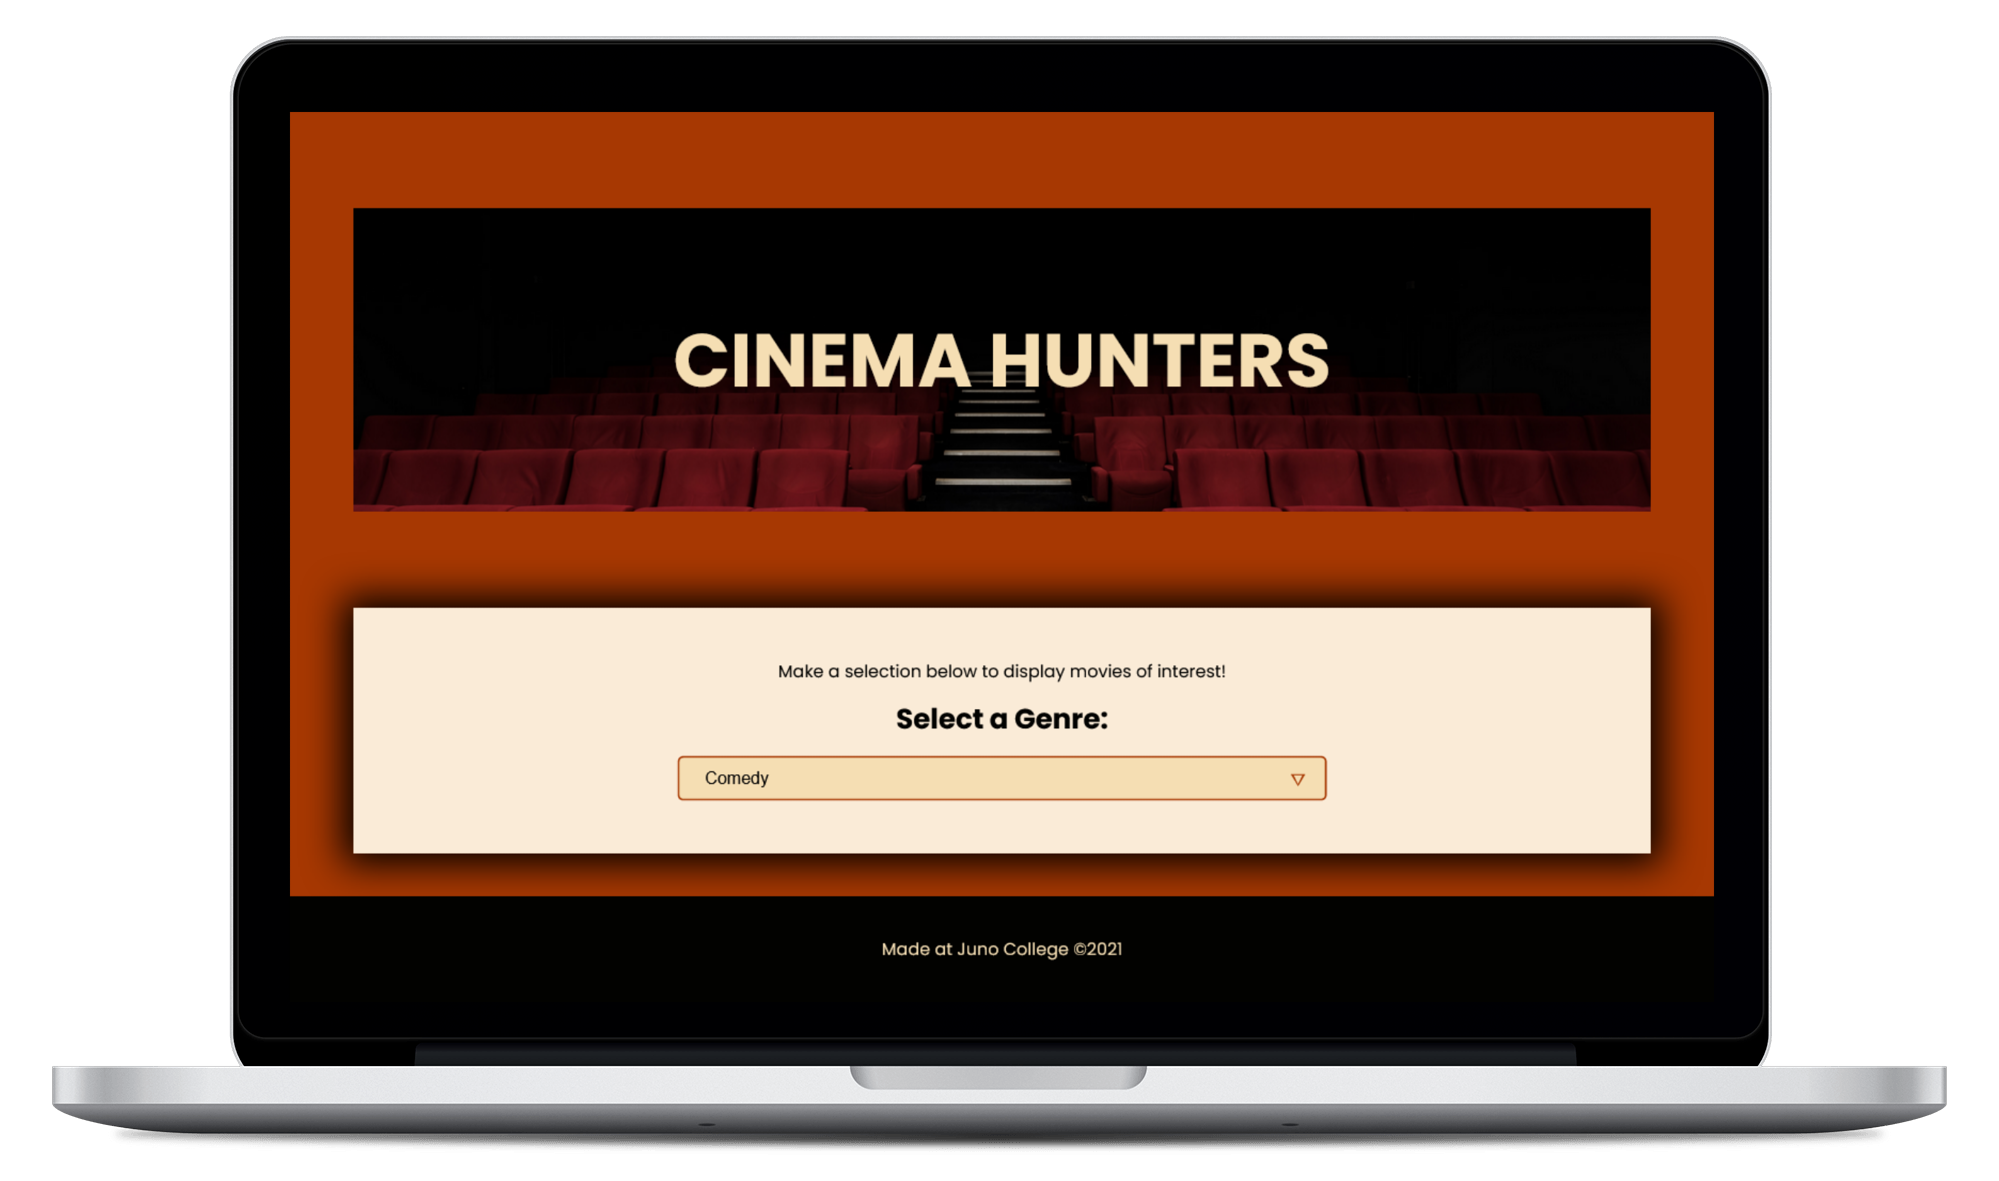 CINEMA HUNTERS
Make a selection below to display movies of interest!
Select a Genre:
Comedy
Made at Juno College ©2021